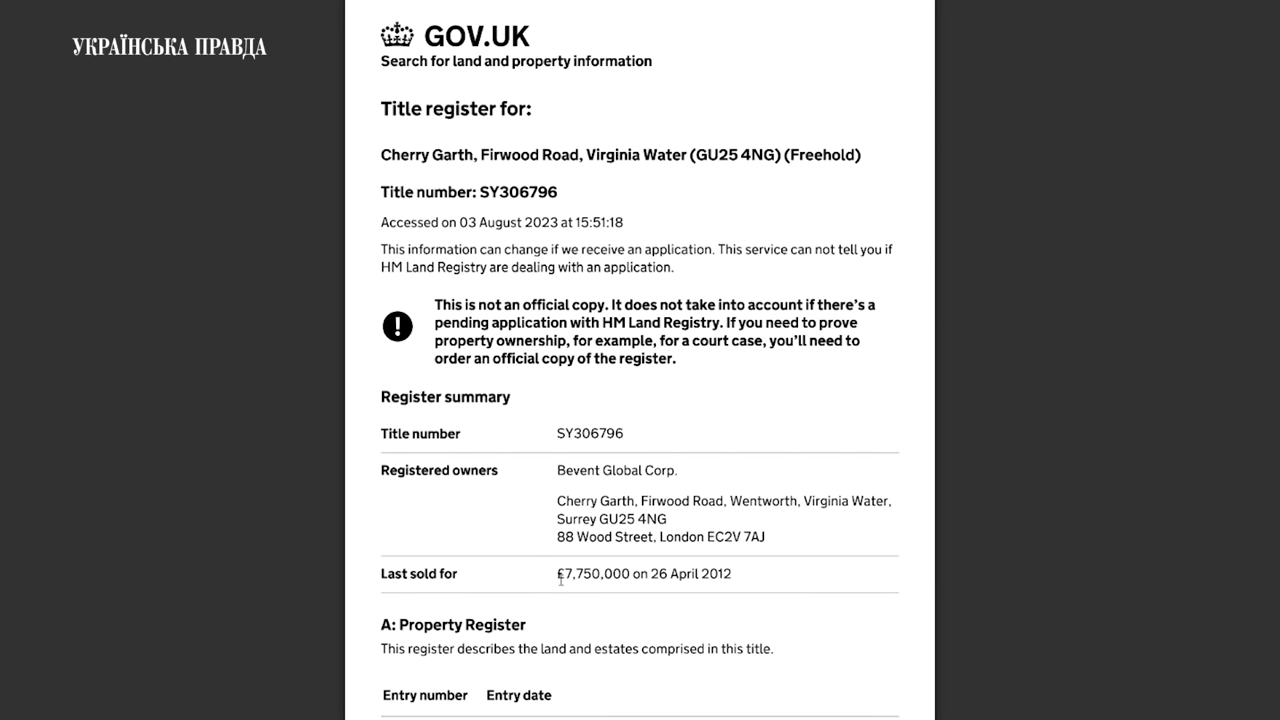 УКРАЇНСЬКА ПРАВДА
GOV.UK
Search for land and property information
Title register for:
Cherry Garth, Firwood Road, Virginia Water (GU25 4NG) (Freehold)
Title number: SY306796
Accessed on 03 August 2023 at 15:51:18
This information can change if we receive an application. This service can not tell you if
HM Land Registry are dealing with an application.
This is not an official copy. It does not take into account if there's a
pending application with HM Land Registry. If you need to prove
property ownership, for example, for a court case, you'll need to
order an official copy of the register.
Register summary
Title number SY306796
Registered owners Bevent Global Corp.
Cherry Garth, Firwood Road, Wentworth, Virginia Water,
Surrey GU25 4NG
88 Wood Street, London EC2V 7AJ
Last sold for £7,750,000 on 26 April 2012
A: Property Register
This register describes the land and estates comprised in this title.
Entry number Entry date